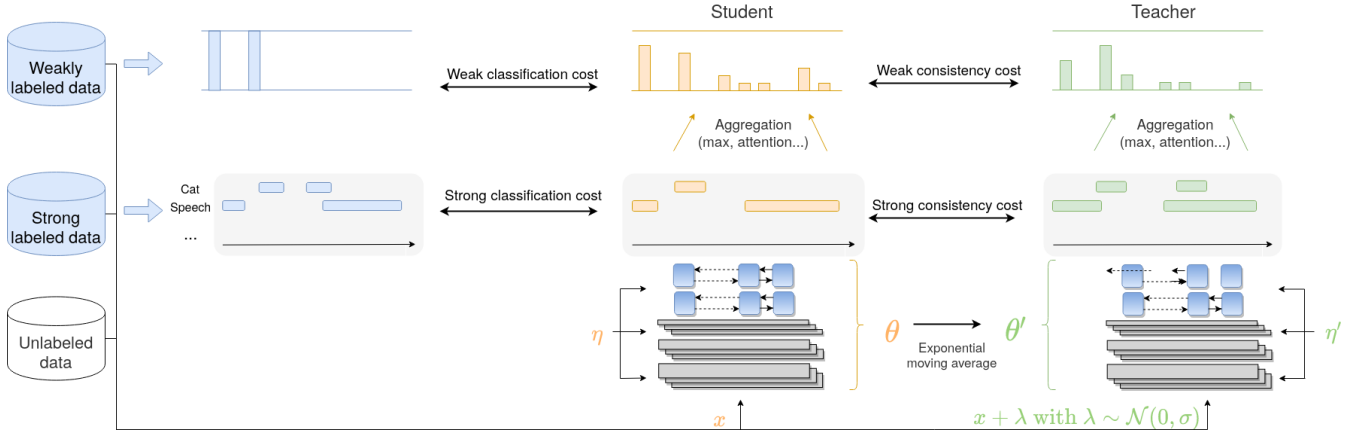 Student
Teacher
Weakly
labeled data
Weak classification cost
Weak consistency cost
Aggregation
(max, attention...)
Aggregation
(max, attention...)
Strong
labeled data
Cat
Speech
...
Strong classification cost
Strong consistency cost
Unlabeled
data
η
θ
θ′
η′
Exponential
moving average
x
x + λ with λ ∼ 𝒩(0, σ)